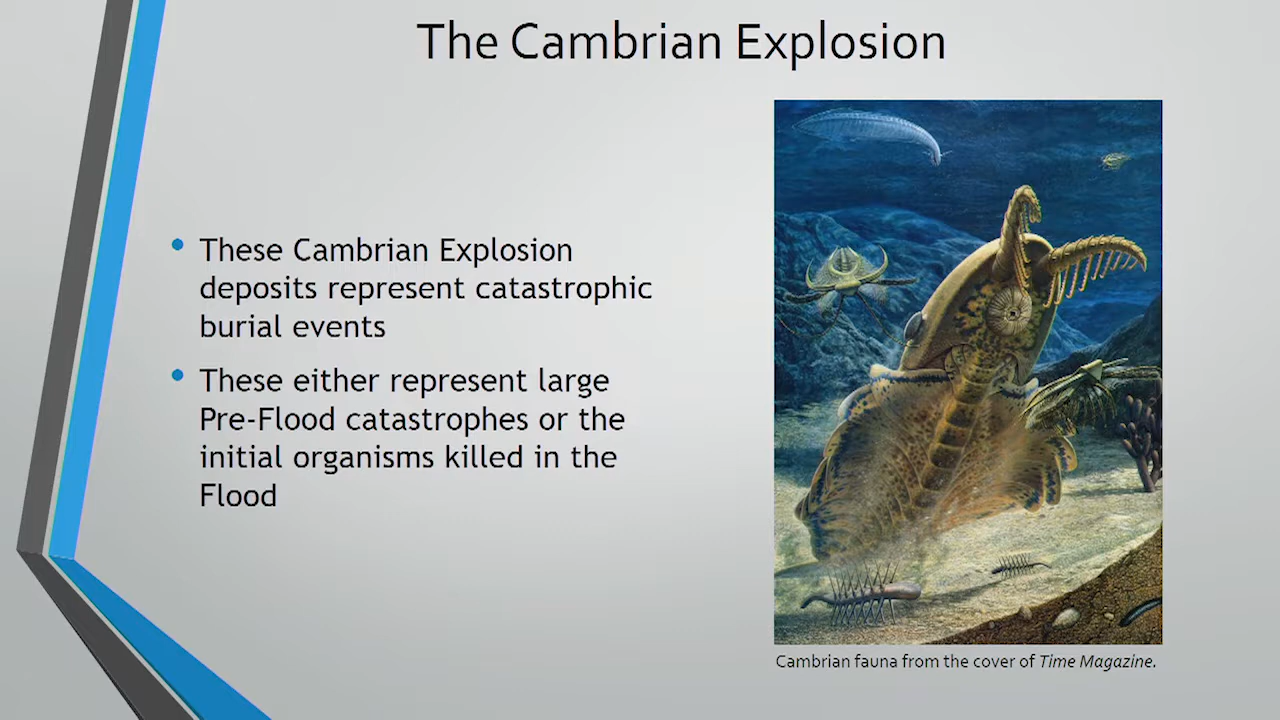 The Cambrian Explosion
These Cambrian Explosion
deposits represent catastrophic
burial events
These either represent large
Pre-Flood catastrophes or the
initial organisms killed in the
Flood
Cambrian fauna from the cover of Time Magazine.